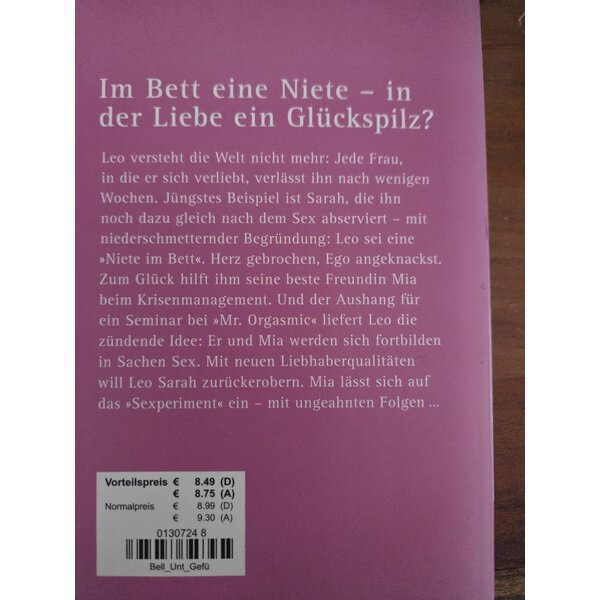 Im Bett eine Niete – in
der Liebe ein Glückspilz?
Leo versteht die Welt nicht mehr: Jede Frau,
in die er sich verliebt, verlässt ihn nach wenigen
Wochen. Jüngstes Beispiel ist Sarah, die ihn
noch dazu gleich nach dem Sex abserviert – mit
niederschmetternder Begründung: Leo sei eine
»Niete im Bett«. Herz gebrochen, Ego angeknackst.
Zum Glück hilft ihm seine beste Freundin Mia
beim Krisenmanagement. Und der Aushang für
ein Seminar bei »Mr. Orgasmic« liefert Leo die
zündende Idee: Er und Mia werden sich fortbilden
in Sachen Sex. Mit neuen Liebhaberqualitäten
will Leo Sarah zurückerobern. Mia lässt sich auf
das »Sexperiment« ein – mit ungeahnten Folgen ...
Vorteilspreis € 8.49 (D)
€ 8.75 (A)
Normalpreis € 8.99 (D)
€ 9.30 (A)
0130724 8
Bell_Unt_Gefü